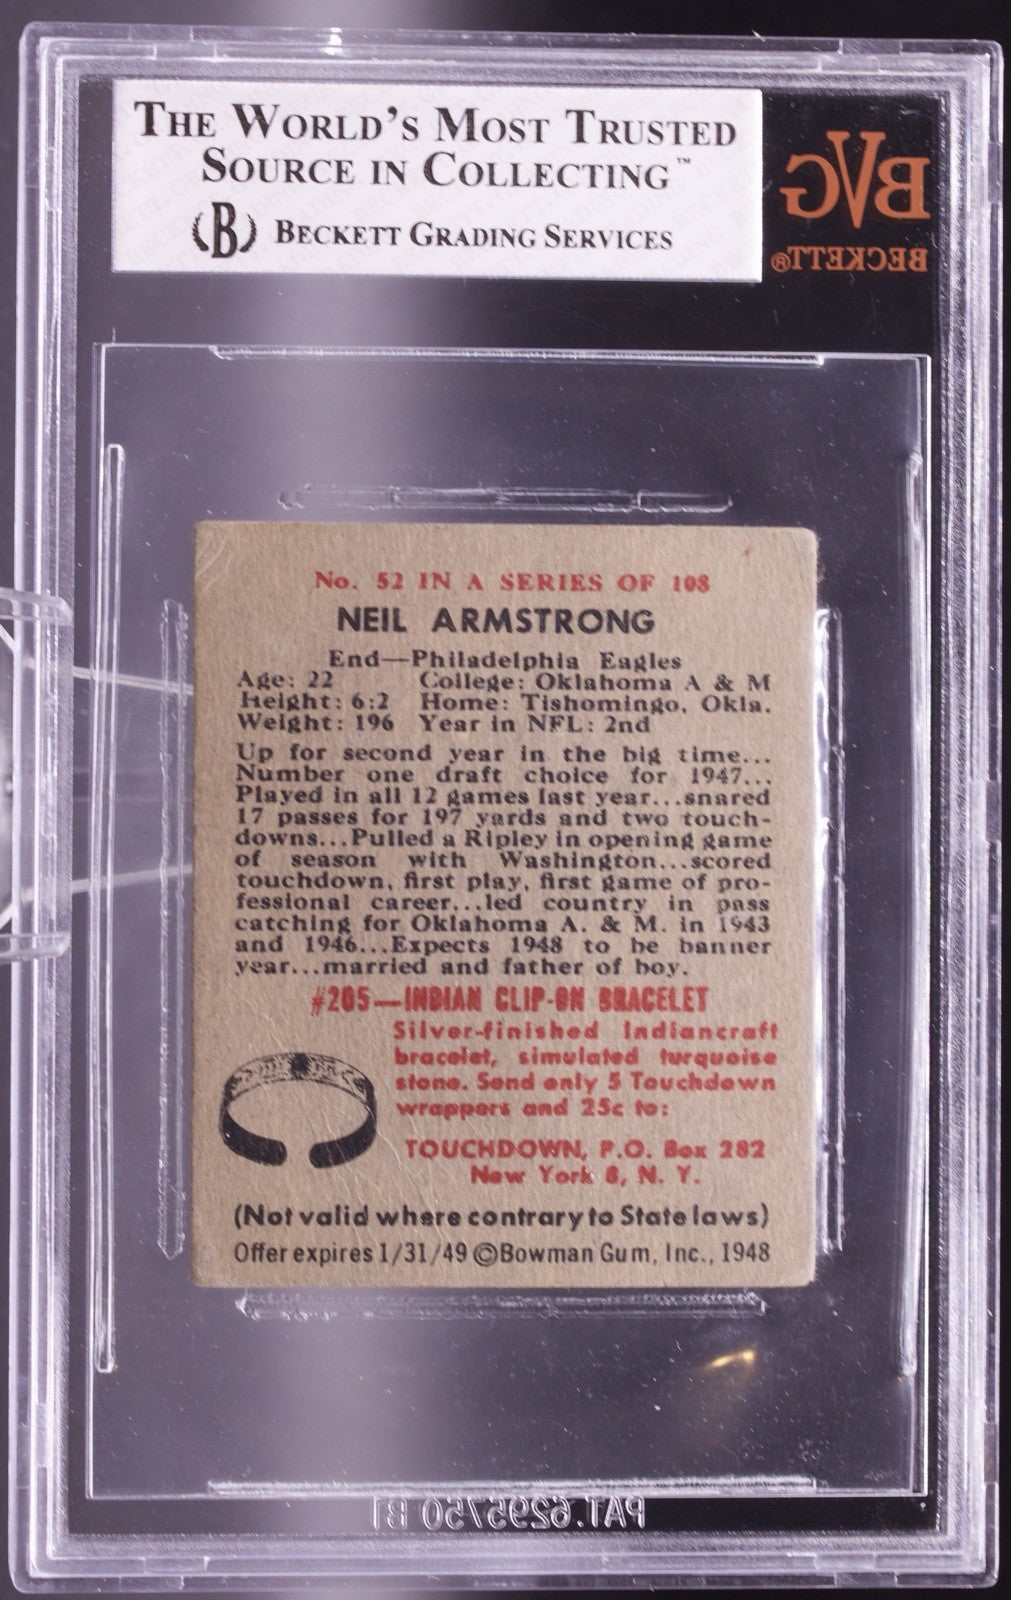 THE WORLD'S MOST TRUSTED
SOURCE IN COLLECTING™
B BECKETT GRADING SERVICES
BVG
BECKETT®
No. 52 IN A SERIES OF 108
NEIL ARMSTRONG
End—Philadelphia Eagles
Age: 22 College: Oklahoma A & M
Height: 6:2 Home: Tishomingo, Okla.
Weight: 196 Year in NFL: 2nd
Up for second year in the big time...
Number one draft choice for 1947...
Played in all 12 games last year...snared
17 passes for 197 yards and two touch-
downs...Pulled a Ripley in opening game
of season with Washington...scored
touchdown, first play, first game of pro-
fessional career...led country in pass
catching for Oklahoma A. & M. in 1943
and 1946...Expects 1948 to be banner
year...married and father of boy.
#205—INDIAN CLIP-ON BRACELET
Silver-finished Indiancraft
bracelet, simulated turquoise
stone. Send only 5 Touchdown
wrappers and 25c to:
TOUCHDOWN, P.O. Box 282
New York 8, N. Y.
(Not valid where contrary to State laws)
Offer expires 1/31/49 ©Bowman Gum, Inc., 1948
PAT. 6295750 B1